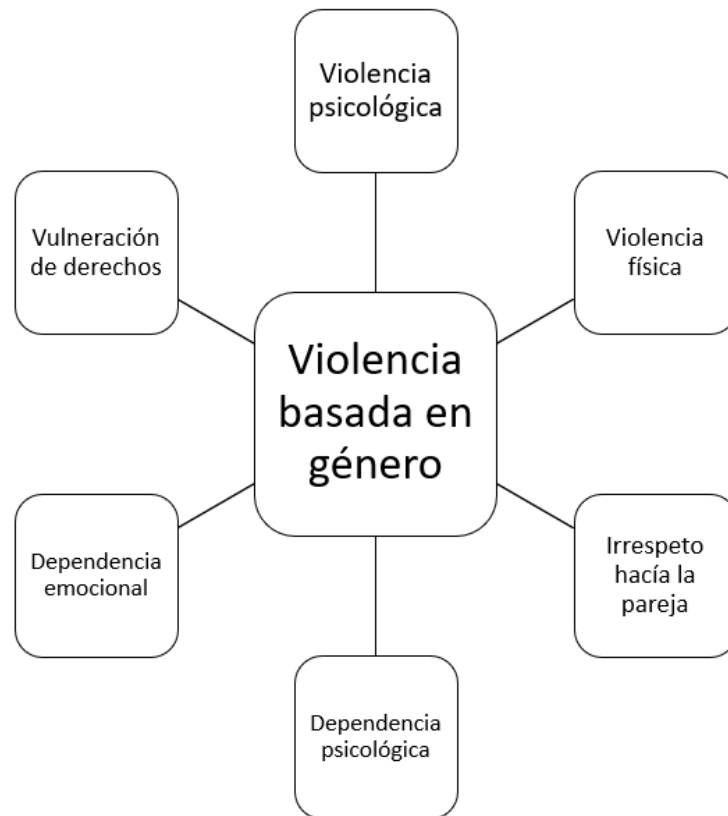 Violencia
psicológica
Vulneración
de derechos
Violencia
física
Violencia
basada en
género
Dependencia
emocional
Irrespeto
hacía la
pareja
Dependencia
psicológica